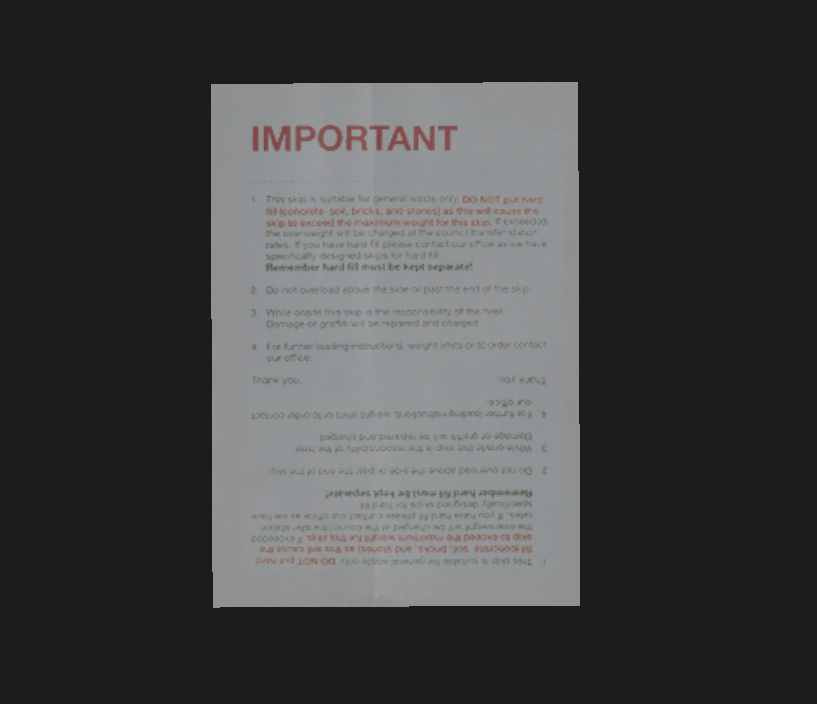 IMPORTANT
1. This skip is suitable for general waste only. DO NOT put hard
fill (concrete, soil, bricks, and stones) as this will cause the
skip to exceed the maximum weight for this skip. If exceeded
the overweight will be charged at the council transfer station
rates. If you have hard fill please contact our office as we have
specifically designed skips for hard fill.
Remember hard fill must be kept separate!
2. Do not overload above the side or past the end of the skip.
3. While onsite this skip is the responsibility of the hirer.
Damage or graffiti will be repaired and charged.
4. For further loading instructions, weight limits or to order contact
our office.
Thank you.
Thank you.
our office.
4. For further loading instructions, weight limits or to order contact
Damage or graffiti will be repaired and charged.
3. While onsite this skip is the responsibility of the hirer.
2. Do not overload above the side or past the end of the skip.
Remember hard fill must be kept separate!
specifically designed skips for hard fill.
rates. If you have hard fill please contact our office as we have
the overweight will be charged at the council transfer station
skip to exceed the maximum weight for this skip. If exceeded
fill (concrete, soil, bricks, and stones) as this will cause the
1. This skip is suitable for general waste only. DO NOT put hard